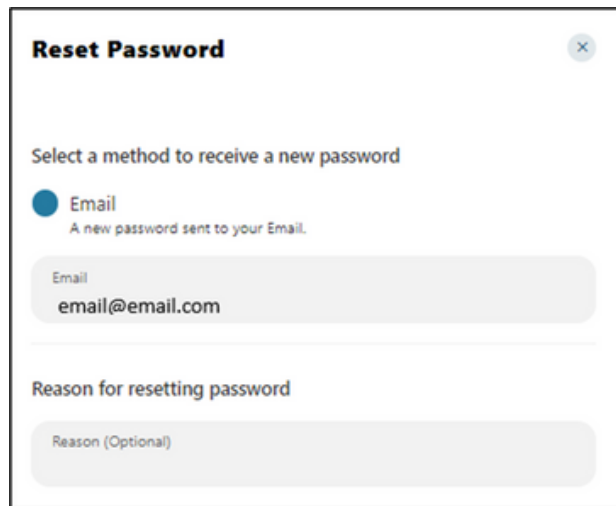 Reset Password
Select a method to receive a new password
Email
A new password sent to your Email.
Email
email@email.com
Reason for resetting password
Reason (Optional)